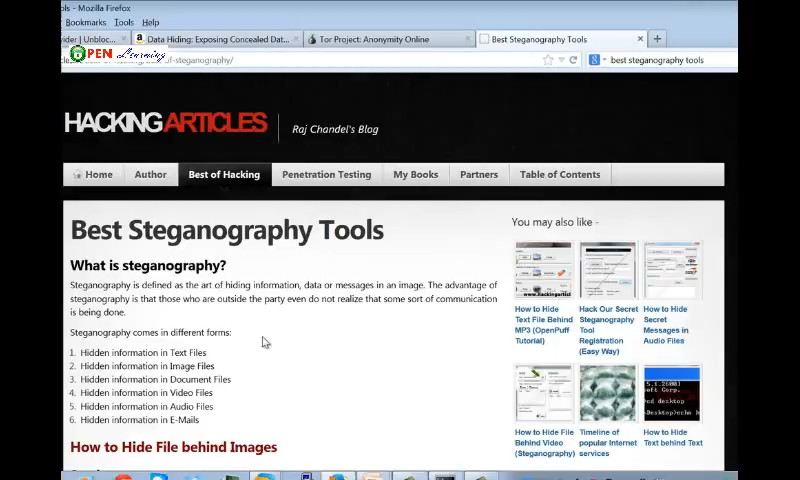 Mozilla Firefox
Bookmarks Tools Help
Data Hiding: Exposing Concealed Dat...
Tor Project: Anonymity Online
Best Steganography Tools
OPEN Learning
of-steganography/
best steganography tools
HACKING ARTICLES
Raj Chandel's Blog
Home
Author
Best of Hacking
Penetration Testing
My Books
Partners
Table of Contents
Best Steganography Tools
What is steganography?
Steganography is defined as the art of hiding information, data or messages in an image. The advantage of
steganography is that those who are outside the party even do not realize that some sort of communication
is being done.
Steganography comes in different forms:
1. Hidden information in Text Files
2. Hidden information in Image Files
3. Hidden information in Document Files
4. Hidden information in Video Files
5. Hidden information in Audio Files
6. Hidden information in E-Mails
How to Hide File behind Images
You may also like -
How to Hide
Text File Behind
MP3 (OpenPuff
Tutorial)
Hack Our Secret
Steganography
Tool
Registration
(Easy Way)
How to Hide
Secret
Messages in
Audio Files
How to Hide File
Behind Video
(Steganography)
Timeline of
popular Internet
services
How to Hide
Text behind Text